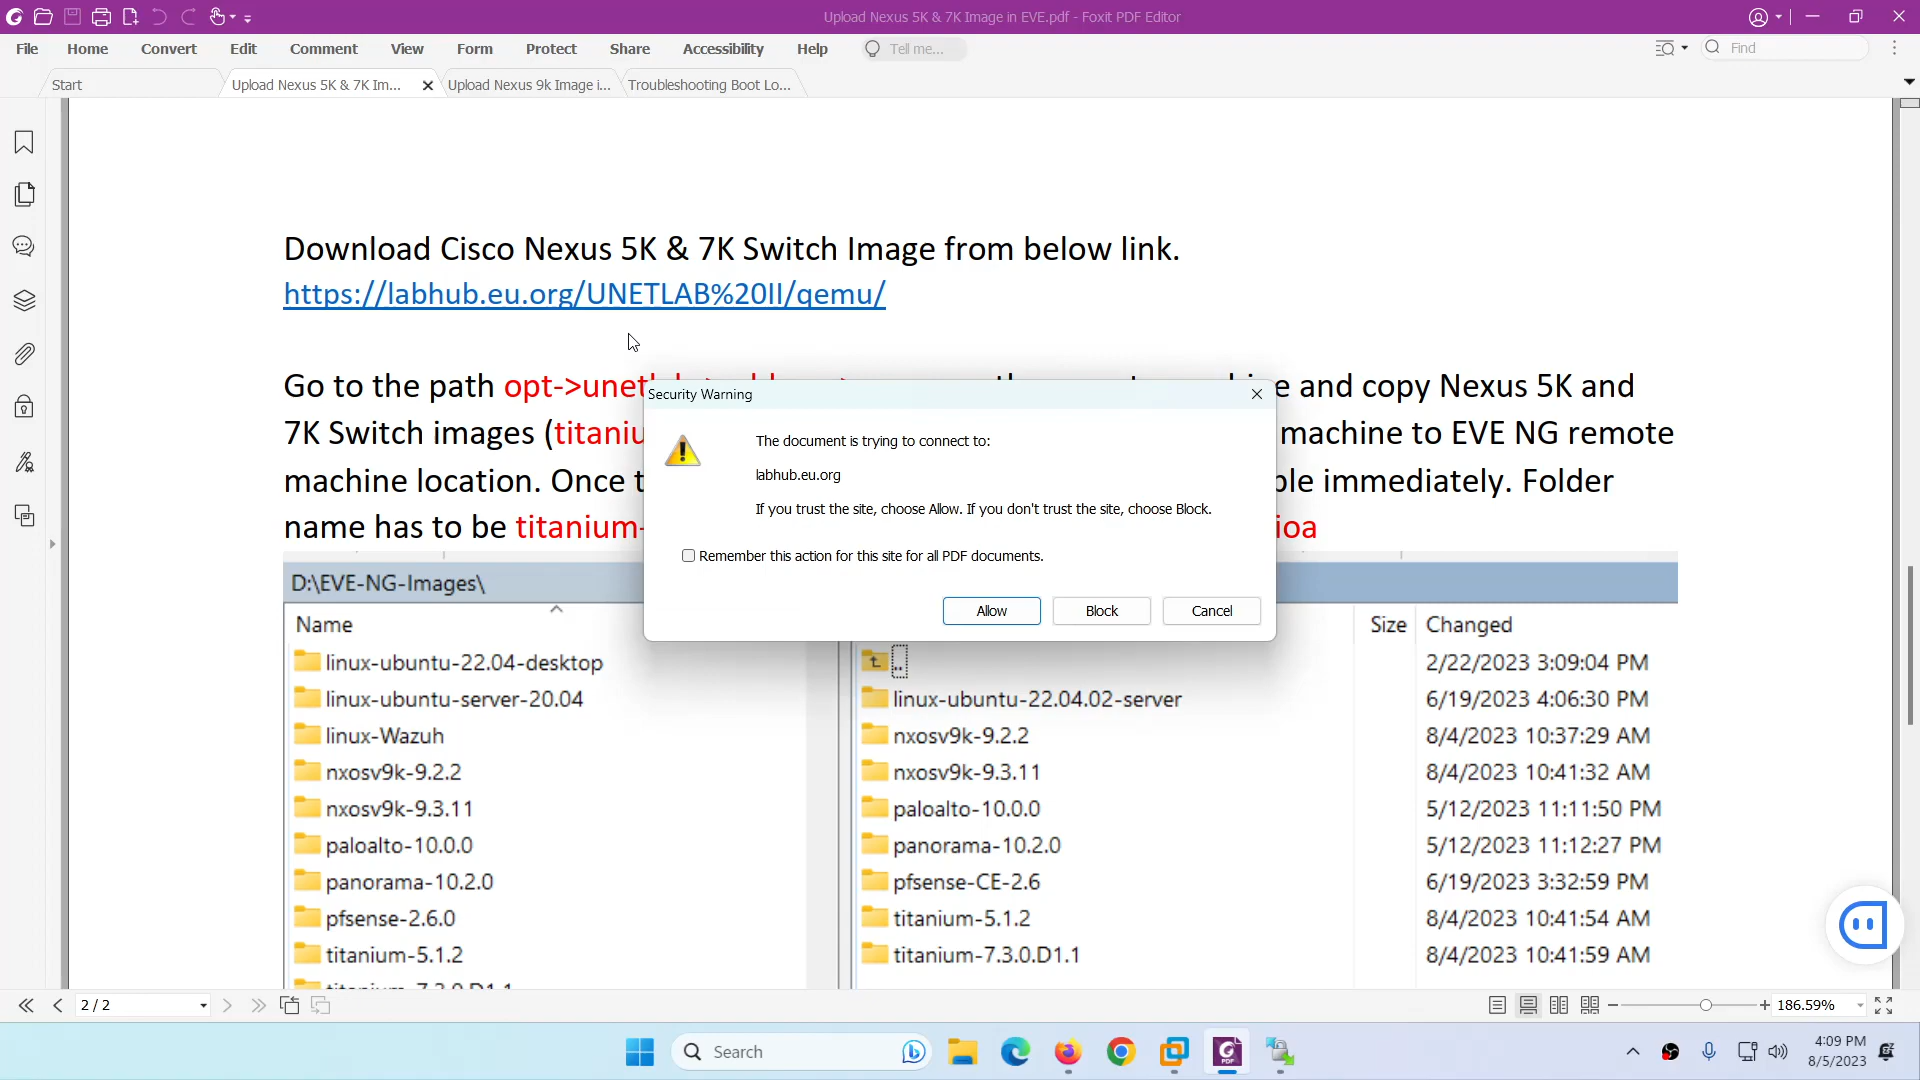 Upload Nexus 5K & 7K Image in EVE.pdf - Foxit PDF Editor
File Home Convert Edit Comment View Form Protect Share Accessibility Help Tell me... Find
Start Upload Nexus 5K & 7K Im... Upload Nexus 9k Image i... Troubleshooting Boot Lo...
Download Cisco Nexus 5K & 7K Switch Image from below link.
https://labhub.eu.org/UNETLAB%20II/qemu/
Go to the path opt->unet and copy Nexus 5K and
7K Switch images (machine to EVE NG remote
machine location. Once immediately. Folder
name has to be
Security Warning
The document is trying to connect to:
labhub.eu.org
If you trust the site, choose Allow. If you don't trust the site, choose Block.
Remember this action for this site for all PDF documents.
Allow Block Cancel
D:\EVE-NG-Images\
Name
linux-ubuntu-22.04-desktop
linux-ubuntu-server-20.04
linux-Wazuh
nxosv9k-9.2.2
nxosv9k-9.3.11
paloalto-10.0.0
panorama-10.2.0
pfsense-2.6.0
titanium-5.1.2
Size Changed
.. 2/22/2023 3:09:04 PM
linux-ubuntu-22.04.02-server 6/19/2023 4:06:30 PM
nxosv9k-9.2.2 8/4/2023 10:37:29 AM
nxosv9k-9.3.11 8/4/2023 10:41:32 AM
paloalto-10.0.0 5/12/2023 11:11:50 PM
panorama-10.2.0 5/12/2023 11:12:27 PM
pfsense-CE-2.6 6/19/2023 3:32:59 PM
titanium-5.1.2 8/4/2023 10:41:54 AM
titanium-7.3.0.D1.1 8/4/2023 10:41:59 AM
2 / 2 186.59%
Search
4:09 PM
8/5/2023